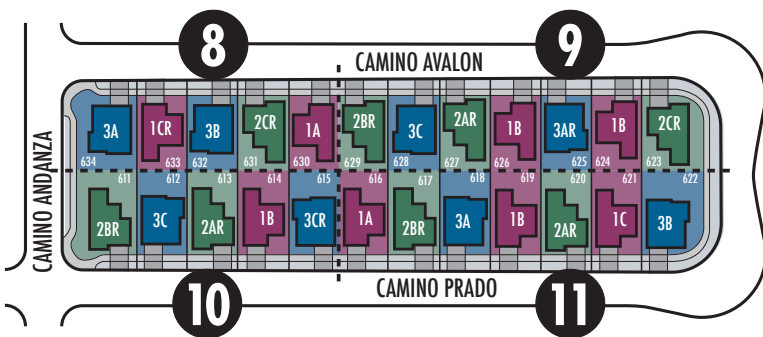 8
9
CAMINO AVALON
CAMINO ANDANZA
3A
1CR
3B
2CR
1A
2BR
3C
2AR
1B
3AR
1B
2CR
634
633
632
631
630
629
628
627
626
625
624
623
611
612
613
614
615
616
617
618
619
620
621
622
2BR
3C
2AR
1B
3CR
1A
2BR
3A
1B
2AR
1C
3B
CAMINO PRADO
10
11